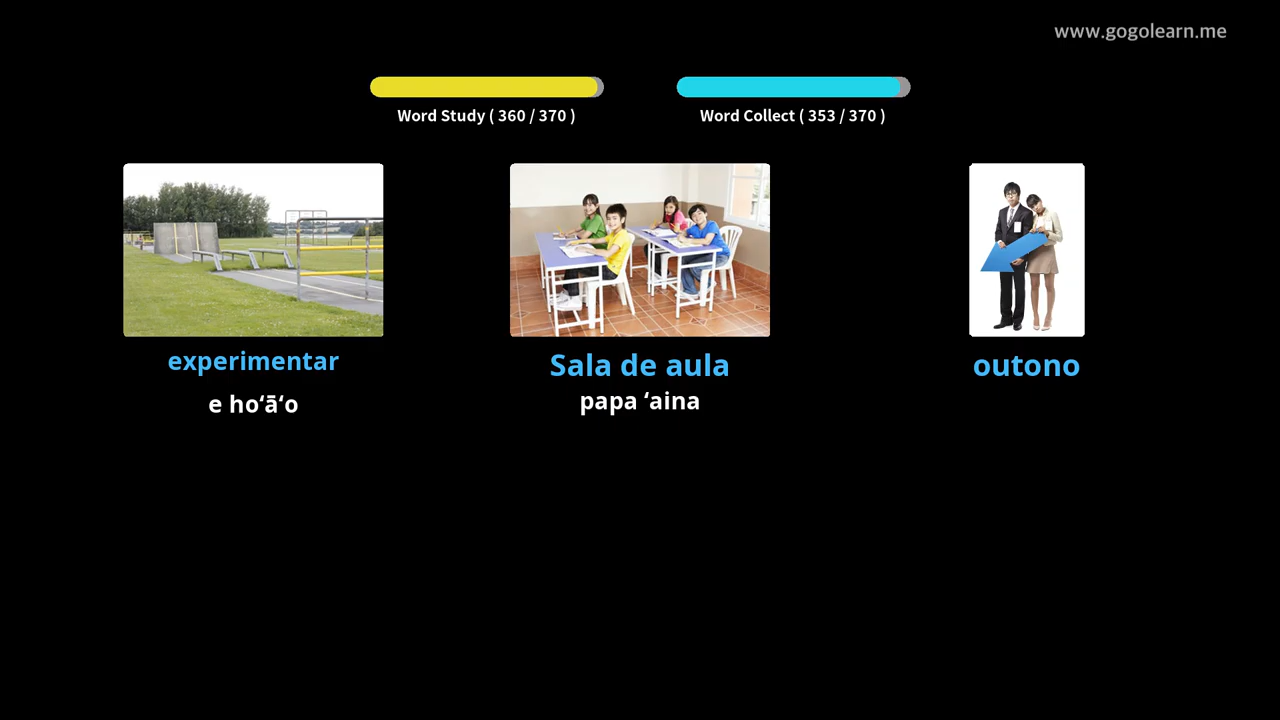 www.gogolearn.me
Word Study ( 360 / 370 )
Word Collect ( 353 / 370 )
experimentar
e hoʻāʻo
Sala de aula
papa ʻaina
outono